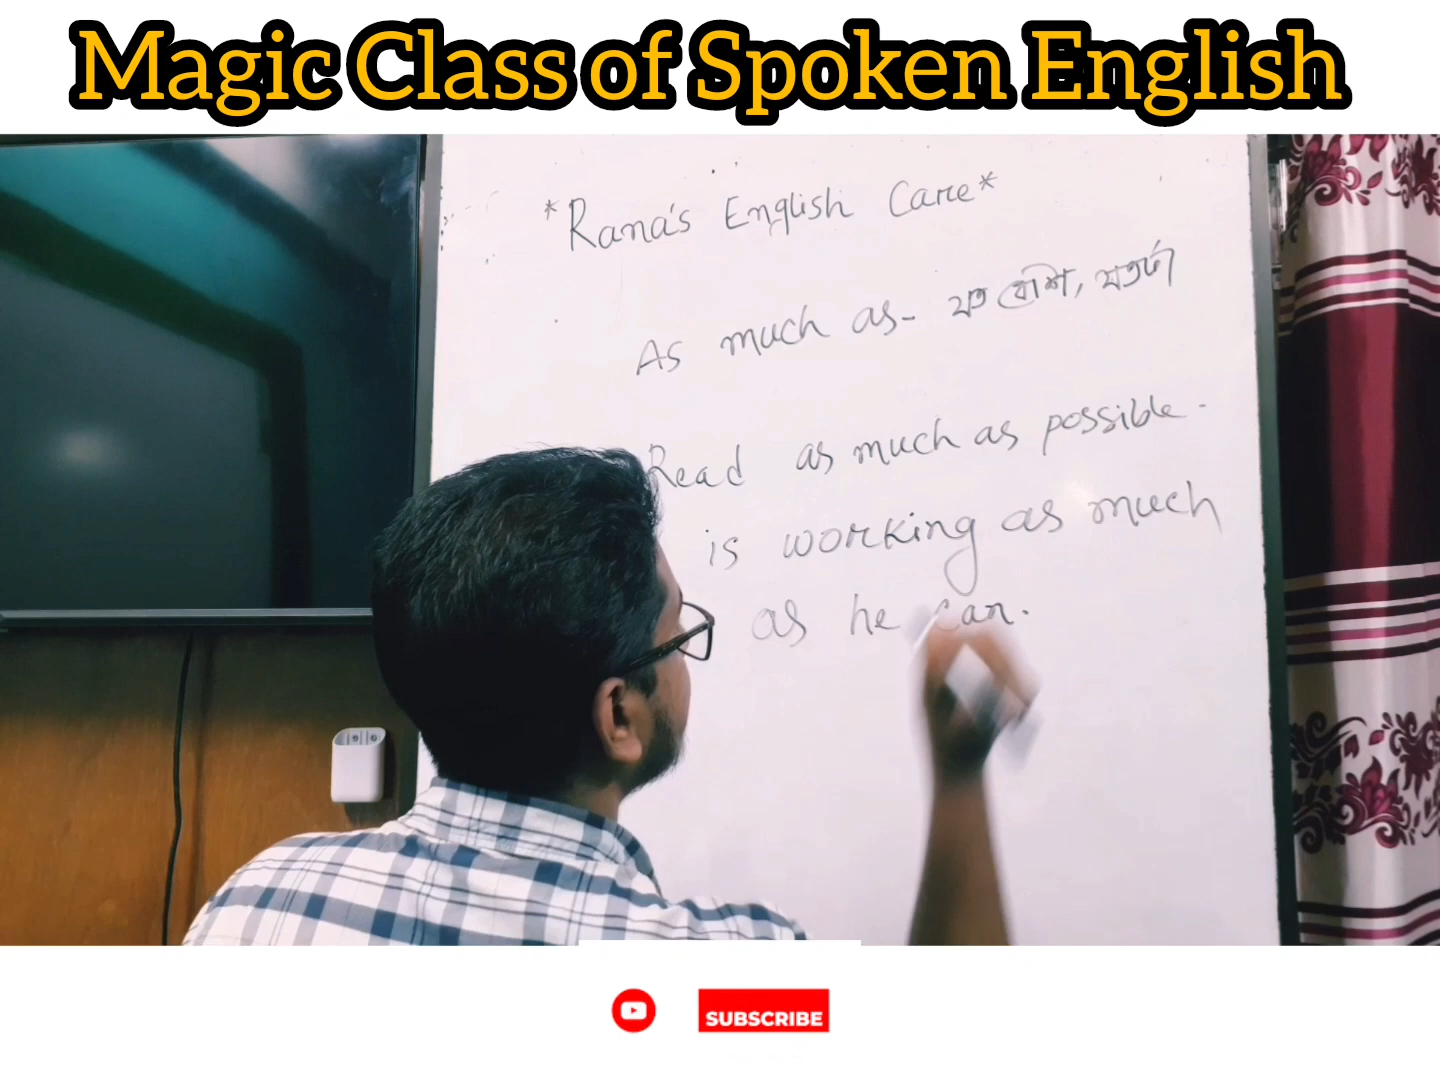 Magic Class of Spoken English
*Rana's English Care*
As much as - যত বেশি, যতটা
Read as much as possible.
is working as much
as he can.
SUBSCRIBE